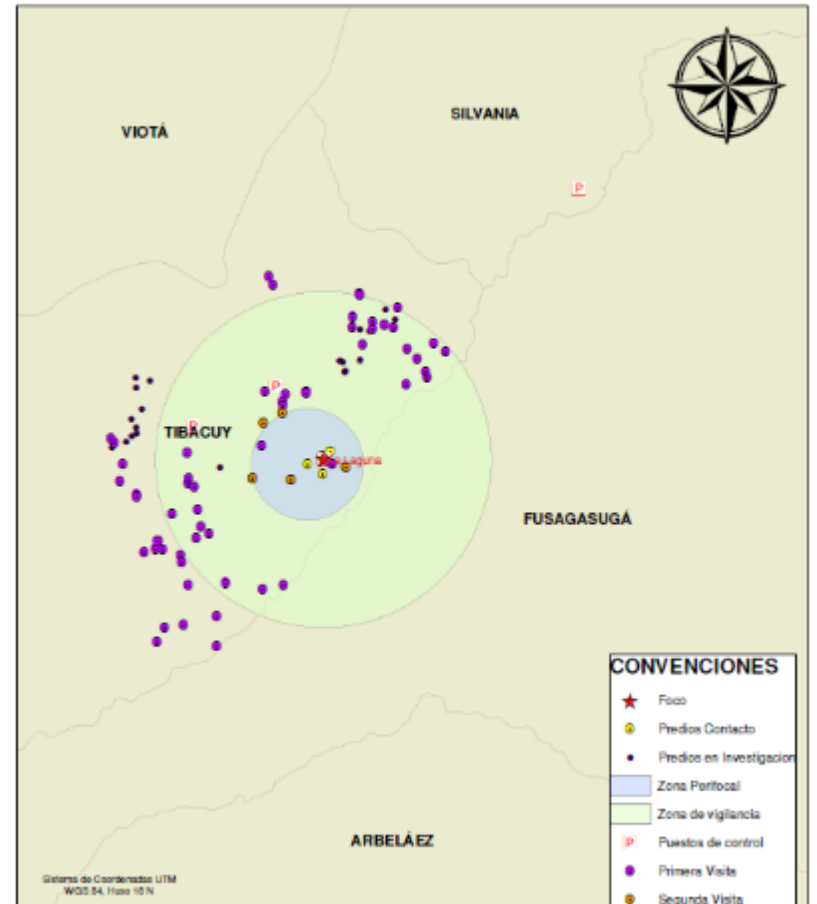 SILVANIA
VIOTÁ
P
P
P
TIBACUY
Laguna
FUSAGASUGÁ
CONVENCIONES
Foco
Predios Contacto
Predios en Investigacion
Zona Perifocal
Zona de vigilancia
P Puestos de control
Primera Visita
Segunda Visita
ARBELÁEZ
Sistema de Coordenadas UTM
WGS 84, Huso 18 N